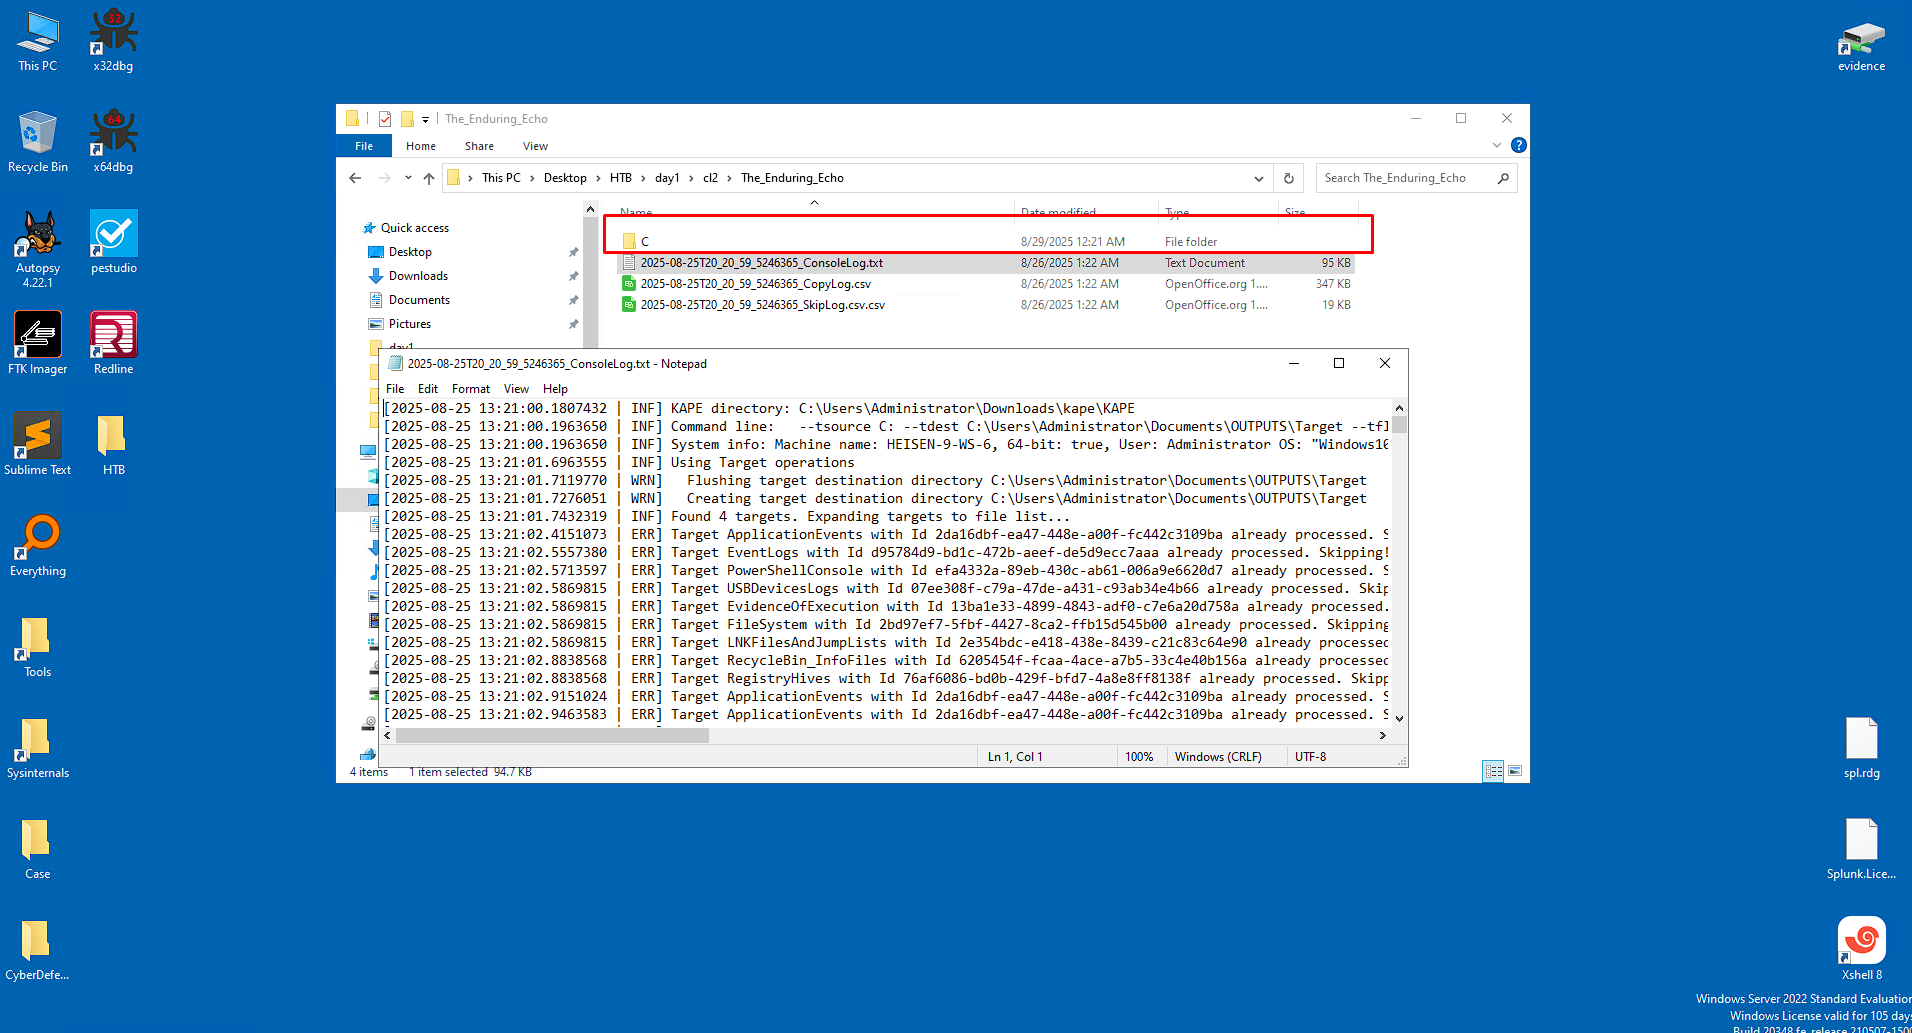 This PC
x32dbg
evidence
Recycle Bin
x64dbg
Autopsy
4.22.1
pestudio
FTK Imager
Redline
Sublime Text
HTB
Everything
Tools
Sysinternals
Case
CyberDefe...
The_Enduring_Echo
File Home Share View
This PC > Desktop > HTB > day1 > cl2 > The_Enduring_Echo
Search The_Enduring_Echo
Name Date modified Type Size
Quick access
Desktop
Downloads
Documents
Pictures
day1
C 8/29/2025 12:21 AM File folder
2025-08-25T20_20_59_5246365_ConsoleLog.txt 8/26/2025 1:22 AM Text Document 95 KB
2025-08-25T20_20_59_5246365_CopyLog.csv 8/26/2025 1:22 AM OpenOffice.org 1.... 347 KB
2025-08-25T20_20_59_5246365_SkipLog.csv.csv 8/26/2025 1:22 AM OpenOffice.org 1.... 19 KB
2025-08-25T20_20_59_5246365_ConsoleLog.txt - Notepad
File Edit Format View Help
[2025-08-25 13:21:00.1807432 | INF] KAPE directory: C:\Users\Administrator\Downloads\kape\KAPE
[2025-08-25 13:21:00.1963650 | INF] Command line:   --tsource C: --tdest C:\Users\Administrator\Documents\OUTPUTS\Target --tfl
[2025-08-25 13:21:00.1963650 | INF] System info: Machine name: HEISEN-9-WS-6, 64-bit: true, User: Administrator OS: "Windows10
[2025-08-25 13:21:01.6963555 | INF] Using Target operations
[2025-08-25 13:21:01.7119770 | WRN]   Flushing target destination directory C:\Users\Administrator\Documents\OUTPUTS\Target
[2025-08-25 13:21:01.7276051 | WRN]   Creating target destination directory C:\Users\Administrator\Documents\OUTPUTS\Target
[2025-08-25 13:21:01.7432319 | INF] Found 4 targets. Expanding targets to file list...
[2025-08-25 13:21:02.4151073 | ERR] Target ApplicationEvents with Id 2da16dbf-ea47-448e-a00f-fc442c3109ba already processed. S
[2025-08-25 13:21:02.5557380 | ERR] Target EventLogs with Id d95784d9-bd1c-472b-aeef-de5d9ecc7aaa already processed. Skipping!
[2025-08-25 13:21:02.5713597 | ERR] Target PowerShellConsole with Id efa4332a-89eb-430c-ab61-006a9e6620d7 already processed. S
[2025-08-25 13:21:02.5869815 | ERR] Target USBDevicesLogs with Id 07ee308f-c79a-47de-a431-c93ab34e4b66 already processed. Skip
[2025-08-25 13:21:02.5869815 | ERR] Target EvidenceOfExecution with Id 13ba1e33-4899-4843-adf0-c7e6a20d758a already processed.
[2025-08-25 13:21:02.5869815 | ERR] Target FileSystem with Id 2bd97ef7-5fbf-4427-8ca2-ffb15d545b00 already processed. Skipping
[2025-08-25 13:21:02.5869815 | ERR] Target LNKFilesAndJumpLists with Id 2e354bdc-e418-438e-8439-c21c83c64e90 already processed
[2025-08-25 13:21:02.8838568 | ERR] Target RecycleBin_InfoFiles with Id 6205454f-fcaa-4ace-a7b5-33c4e40b156a already processed
[2025-08-25 13:21:02.8838568 | ERR] Target RegistryHives with Id 76af6086-bd0b-429f-bfd7-4a8e8ff8138f already processed. Skipp
[2025-08-25 13:21:02.9151024 | ERR] Target ApplicationEvents with Id 2da16dbf-ea47-448e-a00f-fc442c3109ba already processed. S
[2025-08-25 13:21:02.9463583 | ERR] Target ApplicationEvents with Id 2da16dbf-ea47-448e-a00f-fc442c3109ba already processed. S
Ln 1, Col 1 100% Windows (CRLF) UTF-8
4 items 1 item selected 94.7 KB
spl.rdg
Splunk.Lice...
Xshell 8
Windows Server 2022 Standard Evaluation
Windows License valid for 105 days
Build 20348.fe_release.210507-1500